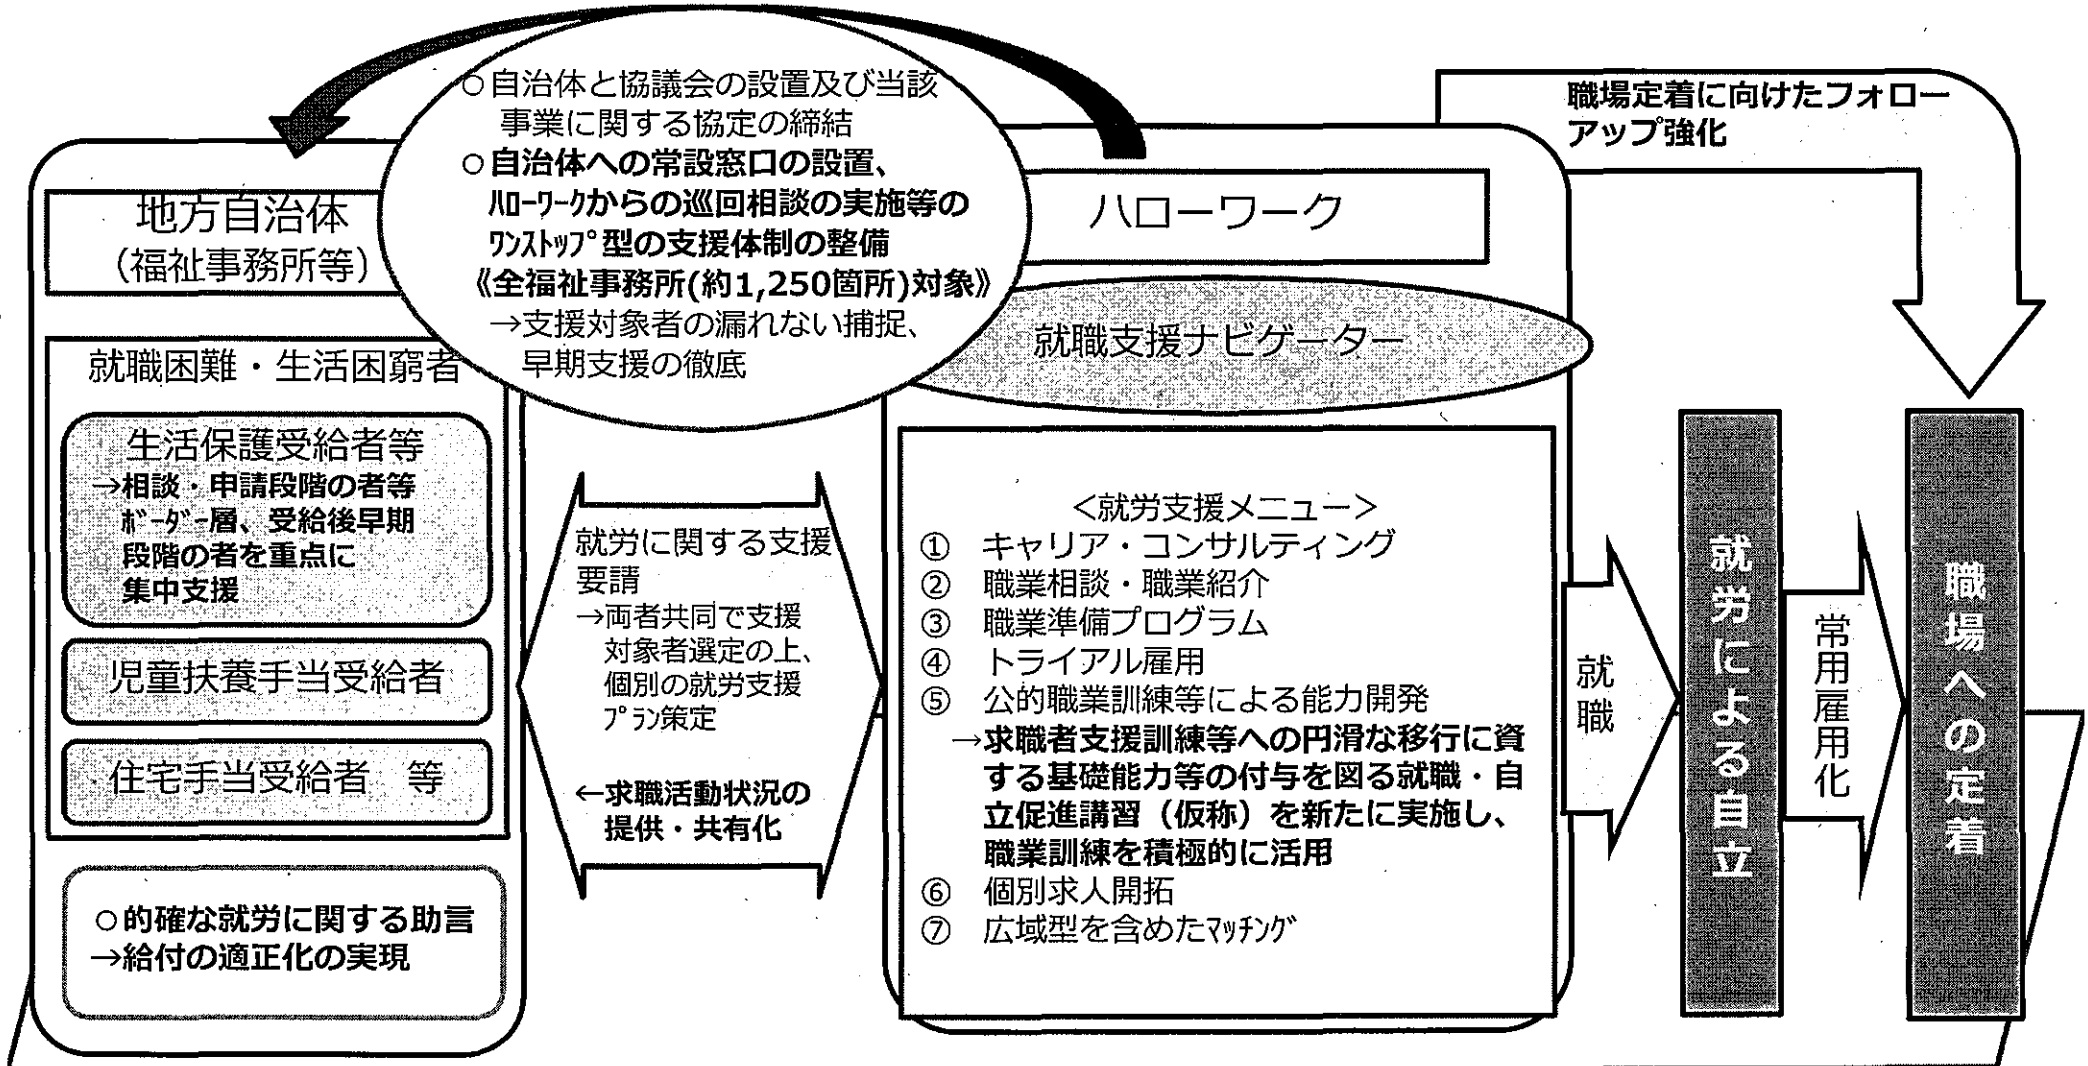 ○自治体と協議会の設置及び当該
事業に関する協定の締結
○自治体への常設窓口の設置、
ﾊﾛｰﾜｰｸからの巡回相談の実施等の
ﾜﾝｽﾄｯﾌﾟ型の支援体制の整備
《全福祉事務所(約1,250箇所)対象》
→支援対象者の漏れない捕捉、
早期支援の徹底
地方自治体
（福祉事務所等）
就職困難・生活困窮者
生活保護受給者等
→相談・申請段階の者等
ﾎﾞｰﾀﾞｰ層、受給後早期
段階の者を重点に
集中支援
児童扶養手当受給者
住宅手当受給者　等
○的確な就労に関する助言
→給付の適正化の実現
就労に関する支援
要請
→両者共同で支援
対象者選定の上、
個別の就労支援
ﾌﾟﾗﾝ策定
←求職活動状況の
提供・共有化
ハローワーク
就職支援ナビゲーター
＜就労支援メニュー＞
①　キャリア・コンサルティング
②　職業相談・職業紹介
③　職業準備プログラム
④　トライアル雇用
⑤　公的職業訓練等による能力開発
→求職者支援訓練等への円滑な移行に資
する基礎能力等の付与を図る就職・自
立促進講習（仮称）を新たに実施し、
職業訓練を積極的に活用
⑥　個別求人開拓
⑦　広域型を含めたﾏｯﾁﾝｸﾞ
職場定着に向けたフォロー
アップ強化
就職
就労による自立
常用雇用化
職場への定着